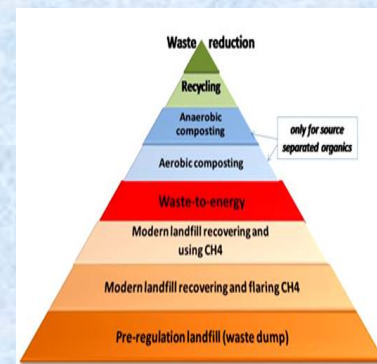 Waste reduction
Recycling
Anaerobic
composting
only for source
separated organics
Aerobic composting
Waste-to-energy
Modern landfill recovering and
using CH4
Modern landfill recovering and flaring CH4
Pre-regulation landfill (waste dump)